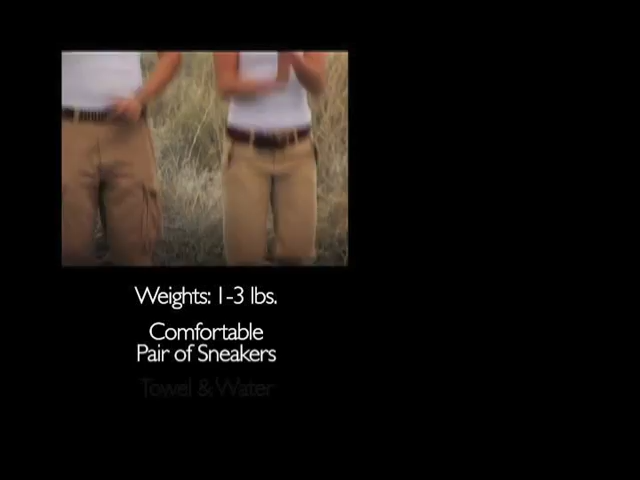 Weights: 1-3 lbs.
Comfortable
Pair of Sneakers
Towel & Water